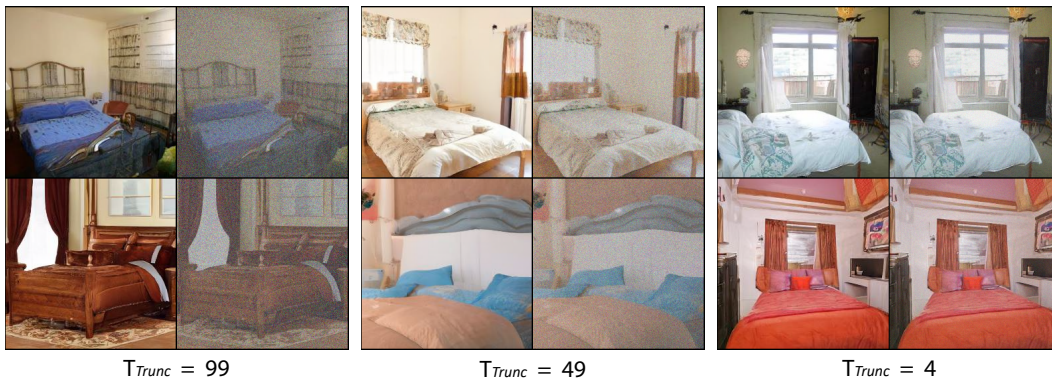 T_Trunc = 99
T_Trunc = 49
T_Trunc = 4